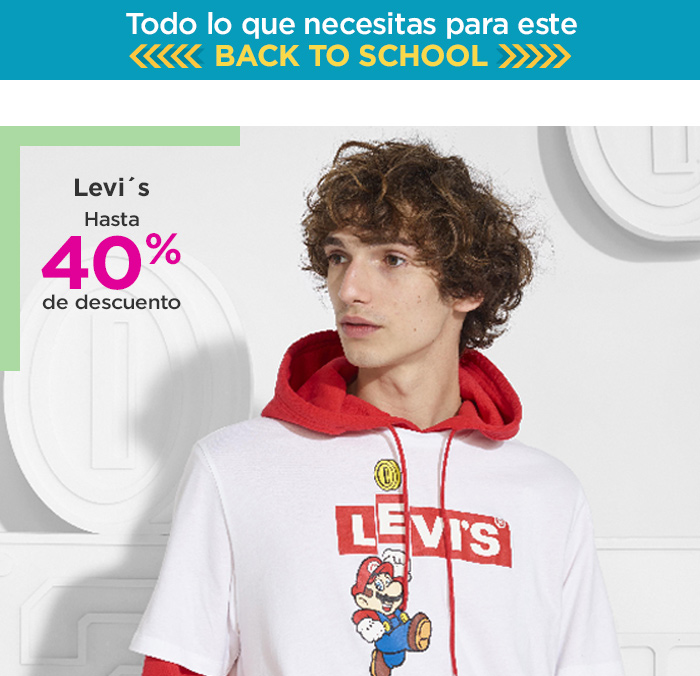 Todo lo que necesitas para este
BACK TO SCHOOL
Levi´s
Hasta
40%
de descuento
LEVI'S®